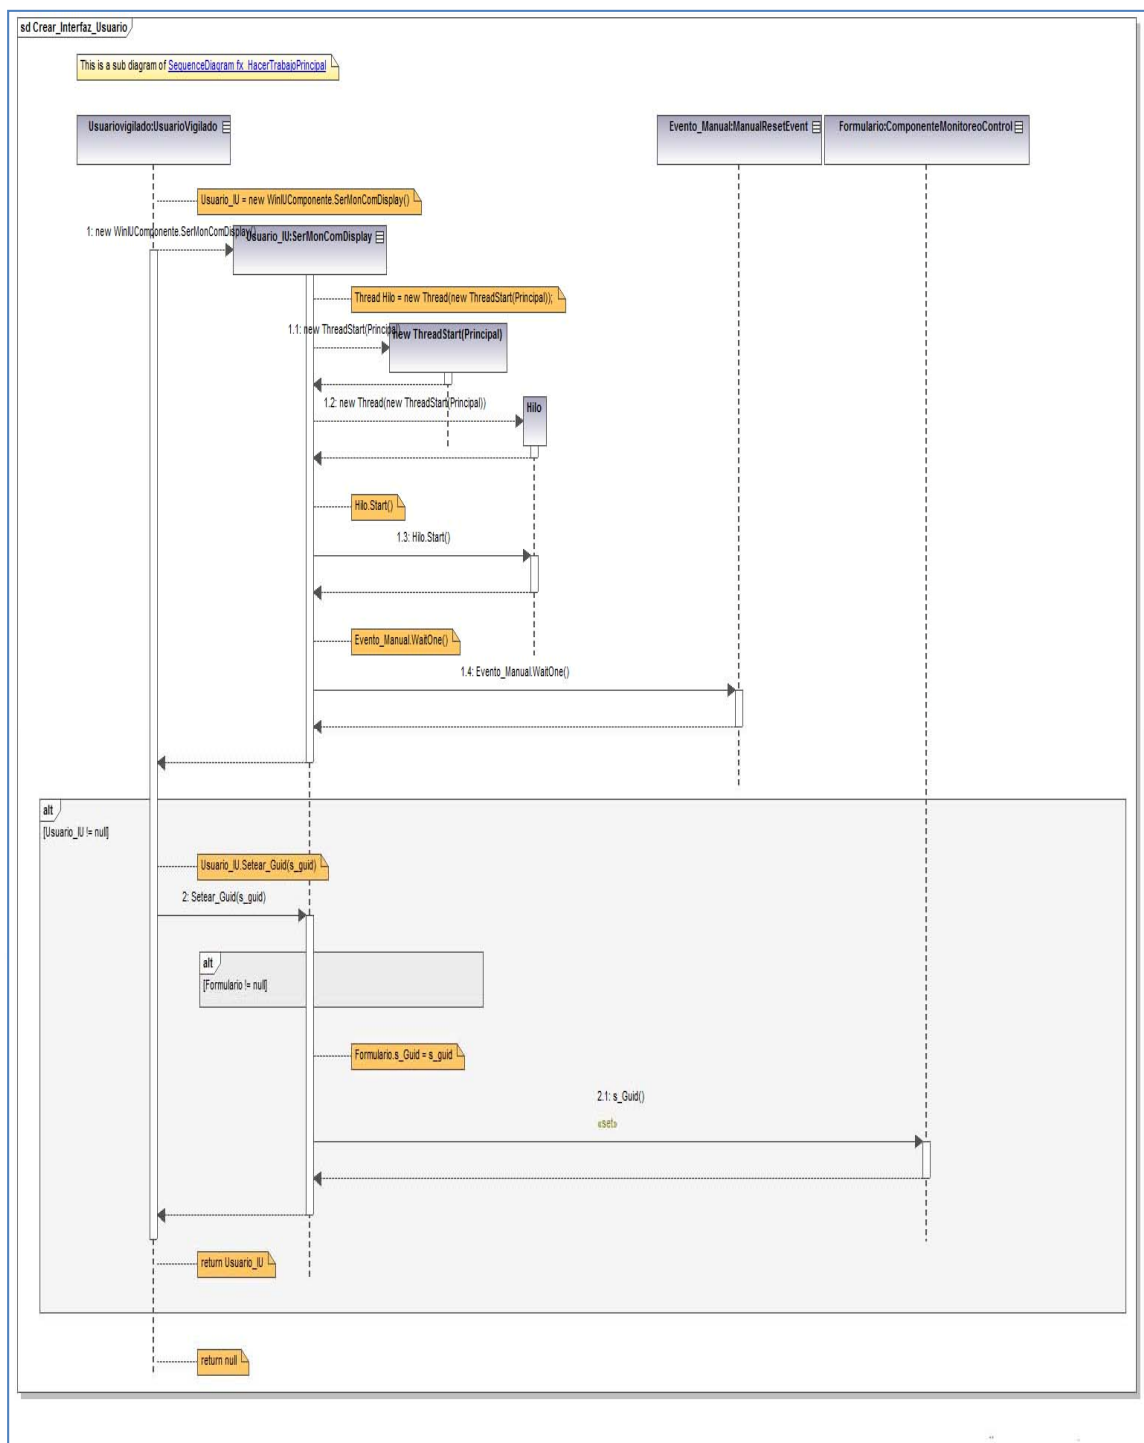 sd Crear_Interfaz_Usuario
This is a sub diagram of SequenceDiagram fx_HacerTrabajoPrincipal
Usuariovigilado:UsuarioVigilado
Evento_Manual:ManualResetEvent
Formulario:ComponenteMonitoreoControl
Usuario_IU = new WinIUComponente.SerMonComDisplay()
1: new WinIUComponente.SerMonComDisplay()
Usuario_IU:SerMonComDisplay
Thread Hilo = new Thread(new ThreadStart(Principal));
1.1: new ThreadStart(Principal)
new ThreadStart(Principal)
1.2: new Thread(new ThreadStart(Principal))
Hilo
Hilo.Start()
1.3: Hilo.Start()
Evento_Manual.WaitOne()
1.4: Evento_Manual.WaitOne()
alt
[Usuario_IU != null]
Usuario_IU.Setear_Guid(s_guid)
2: Setear_Guid(s_guid)
alt
[Formulario != null]
Formulario.s_Guid = s_guid
2.1: s_Guid()
«set»
return Usuario_IU
return null